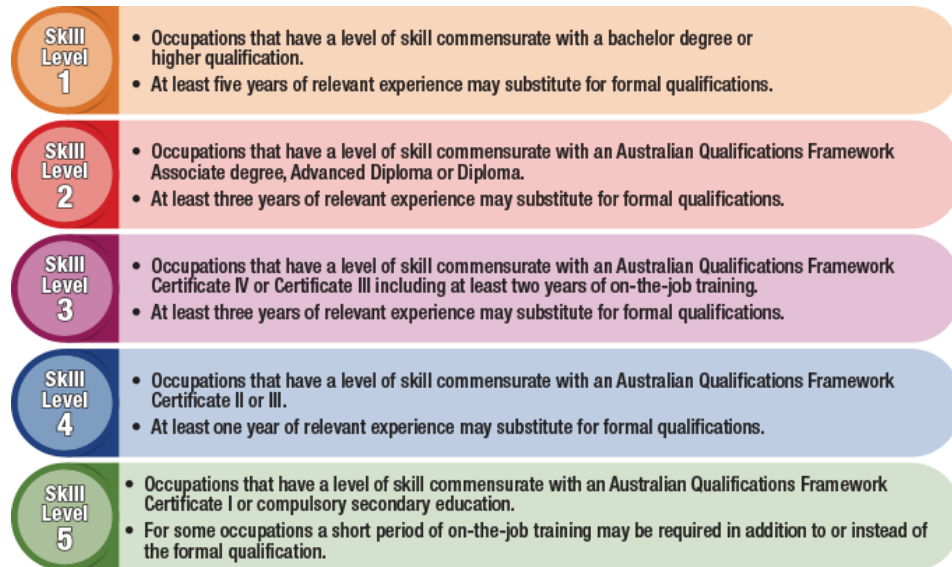 Skill
Level
1
• Occupations that have a level of skill commensurate with a bachelor degree or
higher qualification.
• At least five years of relevant experience may substitute for formal qualifications.
Skill
Level
2
• Occupations that have a level of skill commensurate with an Australian Qualifications Framework
Associate degree, Advanced Diploma or Diploma.
• At least three years of relevant experience may substitute for formal qualifications.
Skill
Level
3
• Occupations that have a level of skill commensurate with an Australian Qualifications Framework
Certificate IV or Certificate III including at least two years of on-the-job training.
• At least three years of relevant experience may substitute for formal qualifications.
Skill
Level
4
• Occupations that have a level of skill commensurate with an Australian Qualifications Framework
Certificate II or III.
• At least one year of relevant experience may substitute for formal qualifications.
Skill
Level
5
• Occupations that have a level of skill commensurate with an Australian Qualifications Framework
Certificate I or compulsory secondary education.
• For some occupations a short period of on-the-job training may be required in addition to or instead of
the formal qualification.